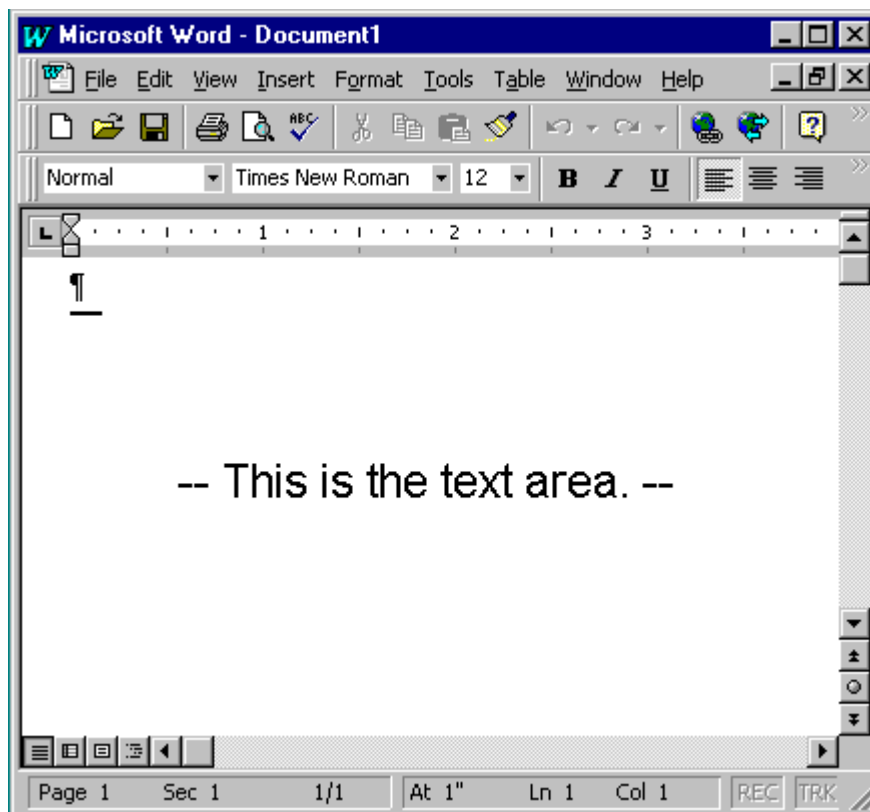 Microsoft Word - Document1
File Edit View Insert Format Tools Table Window Help
ABC
Normal Times New Roman 12 B I U
L 1 2 3
¶
-- This is the text area. --
Page 1 Sec 1 1/1 At 1" Ln 1 Col 1 REC TRK